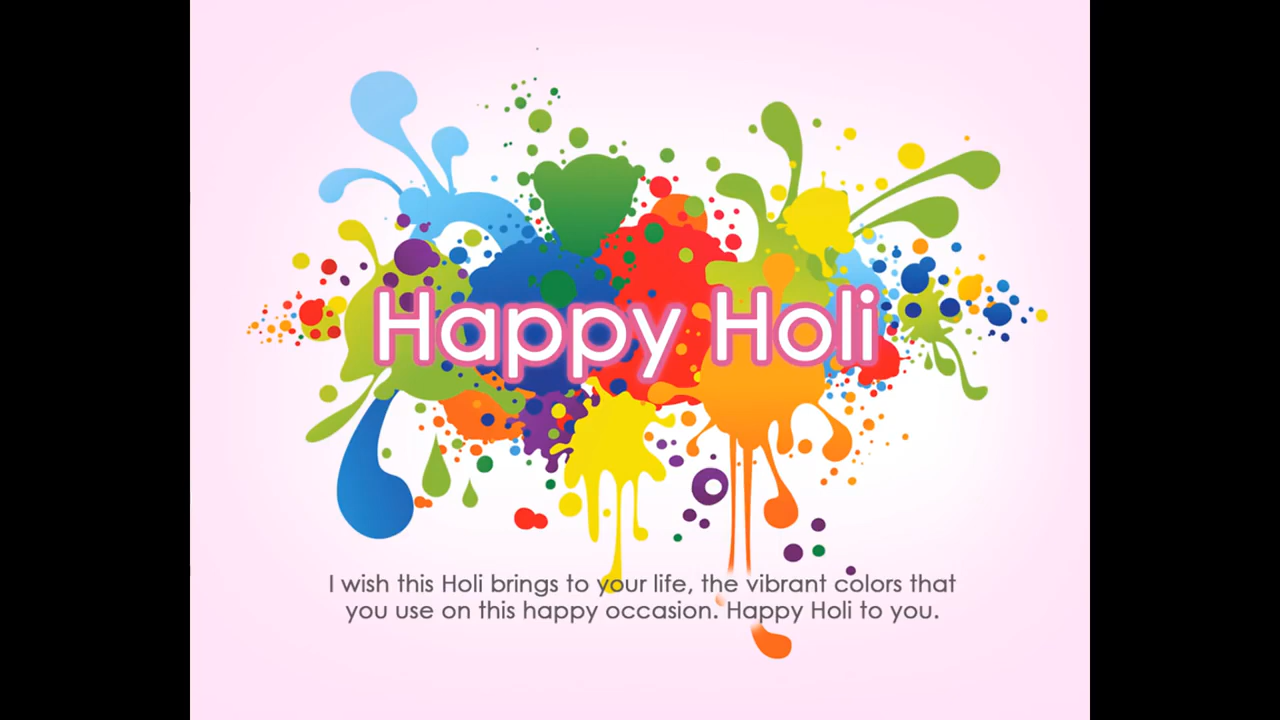 Happy Holi
I wish this Holi brings to your life, the vibrant colors that
you use on this happy occasion. Happy Holi to you.